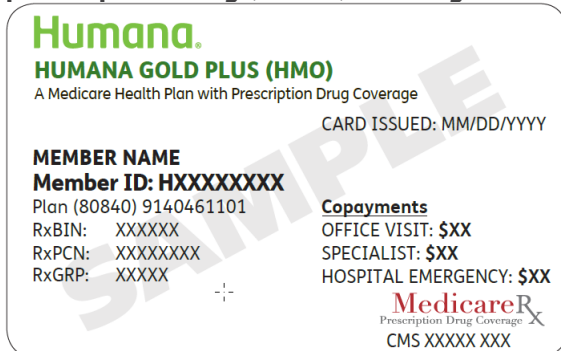 Humana.
HUMANA GOLD PLUS (HMO)
A Medicare Health Plan with Prescription Drug Coverage
CARD ISSUED: MM/DD/YYYY
MEMBER NAME
Member ID: HXXXXXXXX
Plan (80840) 9140461101
RxBIN: XXXXXX
RxPCN: XXXXXXXX
RxGRP: XXXXX
Copayments
OFFICE VISIT: $XX
SPECIALIST: $XX
HOSPITAL EMERGENCY: $XX
MedicareRx
Prescription Drug Coverage
CMS XXXXX XXX
SAMPLE